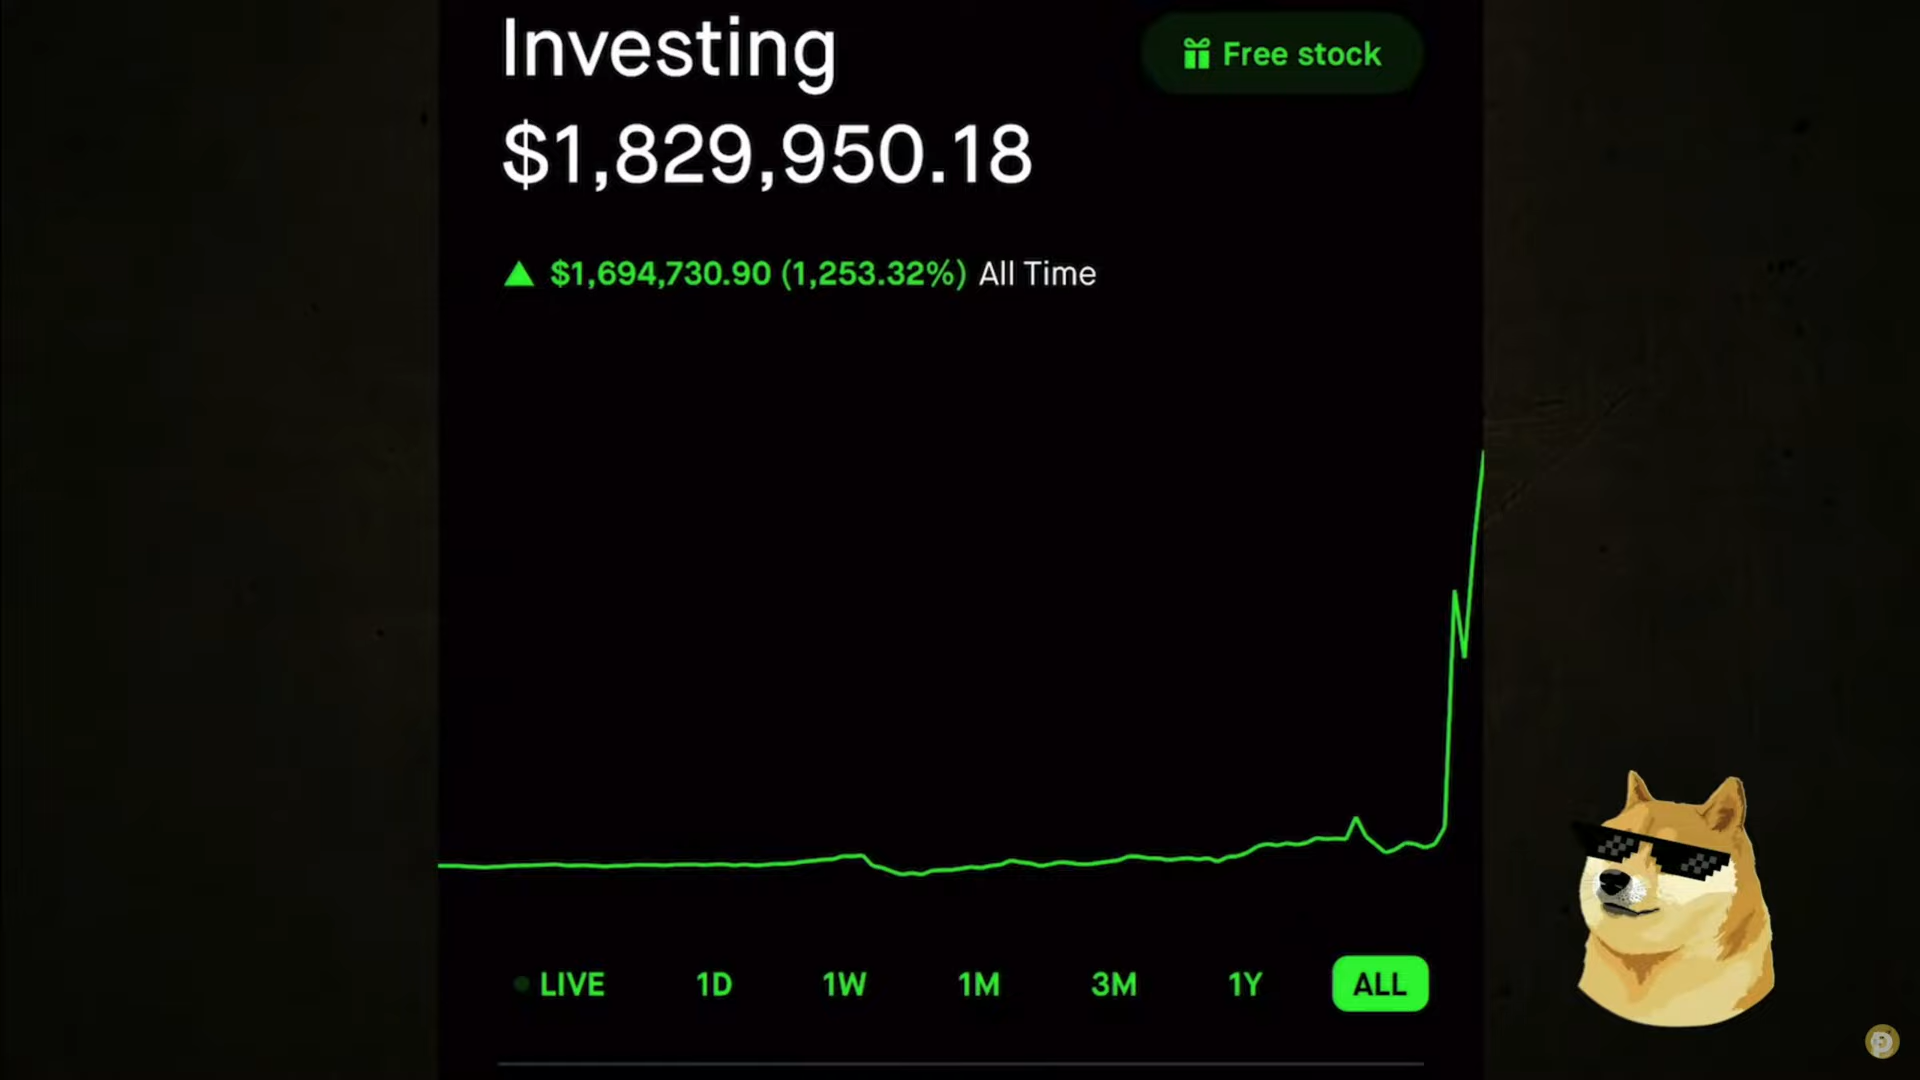 Investing
Free stock
$1,829,950.18
$1,694,730.90 (1,253.32%) All Time
LIVE 1D 1W 1M 3M 1Y ALL